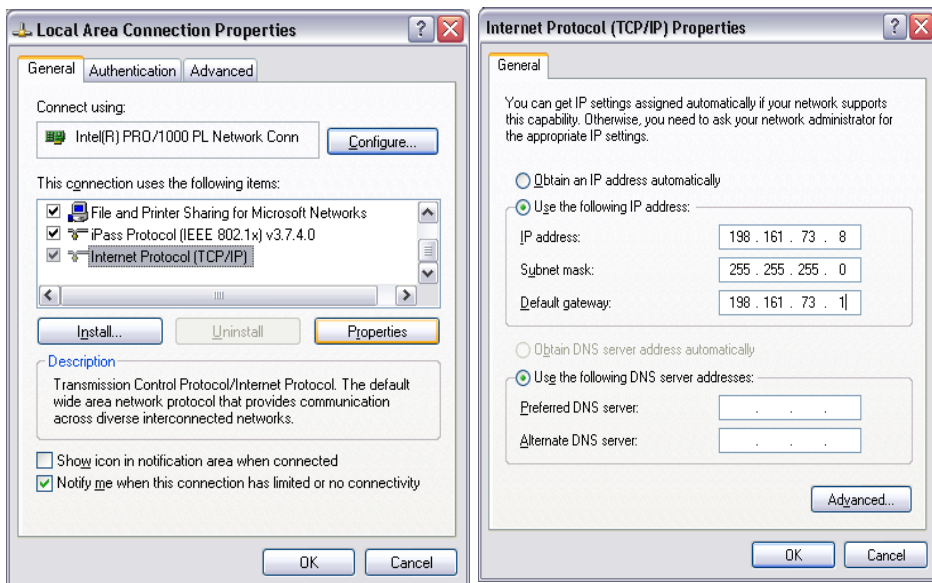 Local Area Connection Properties
General Authentication Advanced
Connect using:
Intel(R) PRO/1000 PL Network Conn
Configure...
This connection uses the following items:
File and Printer Sharing for Microsoft Networks
iPass Protocol (IEEE 802.1x) v3.7.4.0
Internet Protocol (TCP/IP)
Install... Uninstall Properties
Description
Transmission Control Protocol/Internet Protocol. The default
wide area network protocol that provides communication
across diverse interconnected networks.
Show icon in notification area when connected
Notify me when this connection has limited or no connectivity
OK Cancel
Internet Protocol (TCP/IP) Properties
General
You can get IP settings assigned automatically if your network supports
this capability. Otherwise, you need to ask your network administrator for
the appropriate IP settings.
Obtain an IP address automatically
Use the following IP address:
IP address: 198 . 161 . 73 . 8
Subnet mask: 255 . 255 . 255 . 0
Default gateway: 198 . 161 . 73 . 1
Obtain DNS server address automatically
Use the following DNS server addresses:
Preferred DNS server: . . .
Alternate DNS server: . . .
Advanced...
OK Cancel